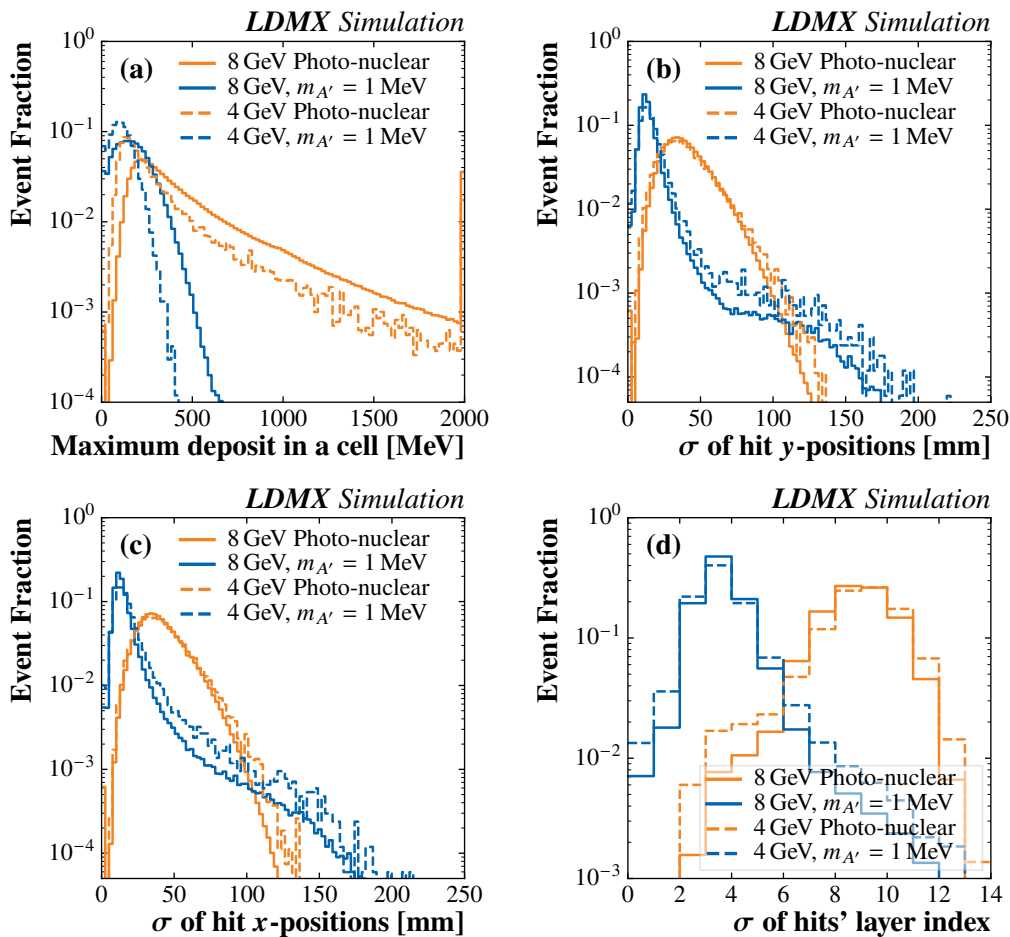 LDMX Simulation
(a)
8 GeV Photo-nuclear
8 GeV, m_A′ = 1 MeV
4 GeV Photo-nuclear
4 GeV, m_A′ = 1 MeV
Event Fraction
10^0
10^−1
10^−2
10^−3
10^−4
0 500 1000 1500 2000
Maximum deposit in a cell [MeV]
LDMX Simulation
(b)
8 GeV Photo-nuclear
8 GeV, m_A′ = 1 MeV
4 GeV Photo-nuclear
4 GeV, m_A′ = 1 MeV
Event Fraction
10^0
10^−1
10^−2
10^−3
10^−4
0 50 100 150 200 250
σ of hit y-positions [mm]
LDMX Simulation
(c)
8 GeV Photo-nuclear
8 GeV, m_A′ = 1 MeV
4 GeV Photo-nuclear
4 GeV, m_A′ = 1 MeV
Event Fraction
10^0
10^−1
10^−2
10^−3
10^−4
0 50 100 150 200 250
σ of hit x-positions [mm]
LDMX Simulation
(d)
Event Fraction
10^0
10^−1
10^−2
10^−3
8 GeV Photo-nuclear
8 GeV, m_A′ = 1 MeV
4 GeV Photo-nuclear
4 GeV, m_A′ = 1 MeV
0 2 4 6 8 10 12 14
σ of hits' layer index